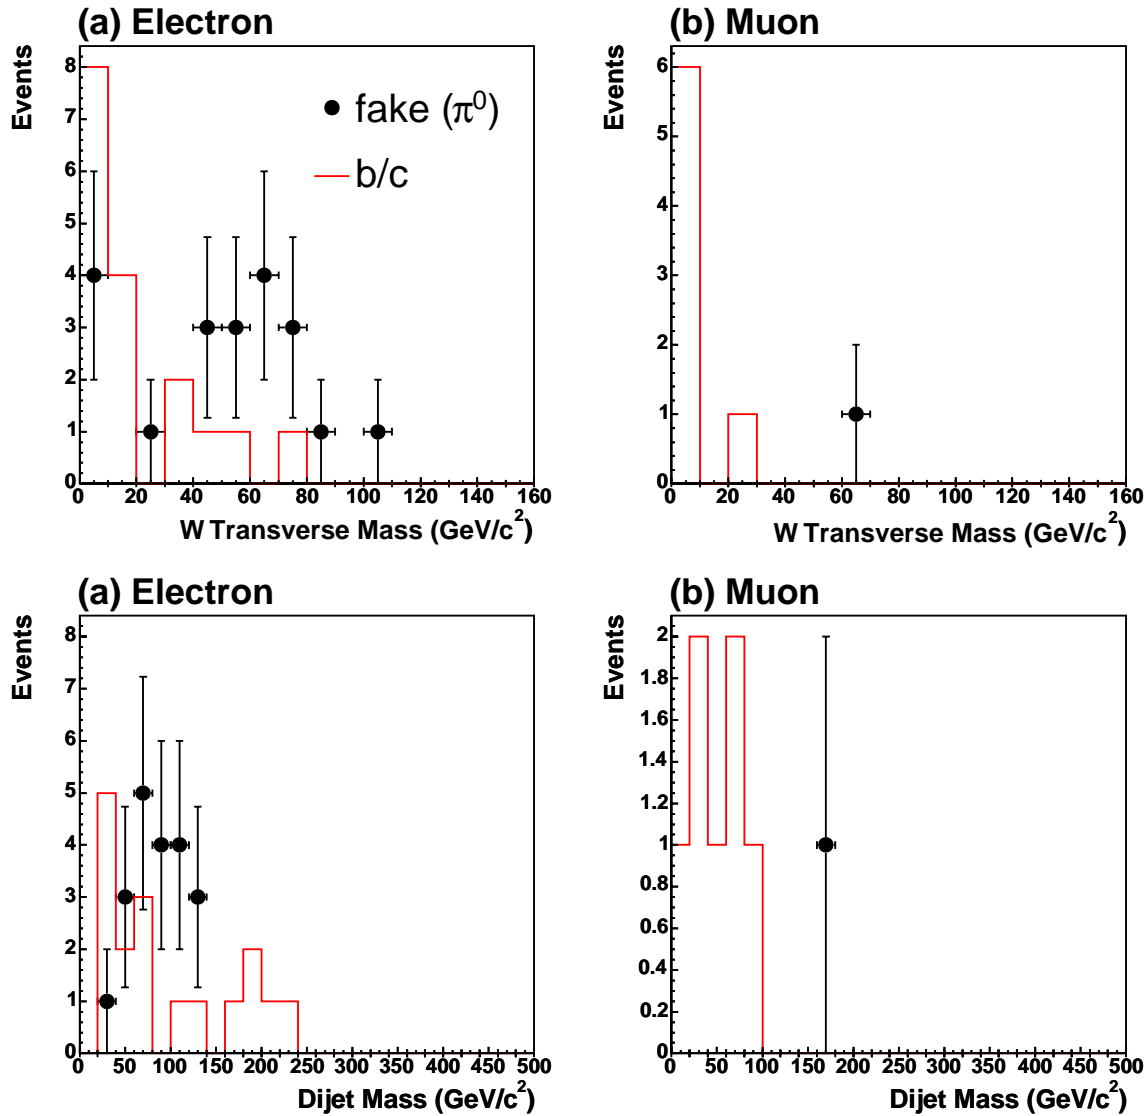 (a) Electron
Events
8
7
6
5
4
3
2
1
0
fake (π⁰)
b/c
0 20 40 60 80 100 120 140 160
W Transverse Mass (GeV/c²)
(b) Muon
Events
6
5
4
3
2
1
0
0 20 40 60 80 100 120 140 160
W Transverse Mass (GeV/c²)
(a) Electron
Events
8
7
6
5
4
3
2
1
0
0 50 100 150 200 250 300 350 400 450 500
Dijet Mass (GeV/c²)
(b) Muon
Events
2
1.8
1.6
1.4
1.2
1
0.8
0.6
0.4
0.2
0
0 50 100 150 200 250 300 350 400 450 500
Dijet Mass (GeV/c²)